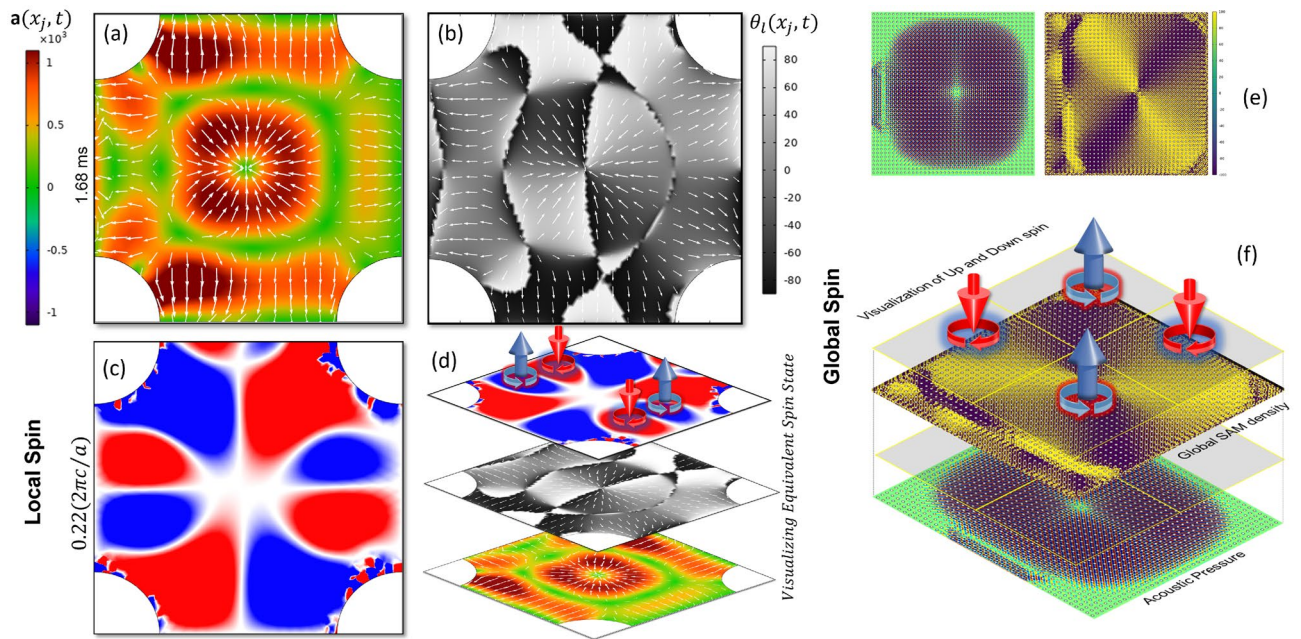 a(x_j, t)
×10³
1
0.5
0
-0.5
-1
1.68 ms
(a)
(b)
θ_l(x_j, t)
80
60
40
20
0
-20
-40
-60
-80
(e)
Local Spin
0.22(2πc/a)
(c)
(d)
Visualizing Equivalent Spin State
Global Spin
(f)
Visualization of Up and Down spin
Global SAM density
Acoustic Pressure